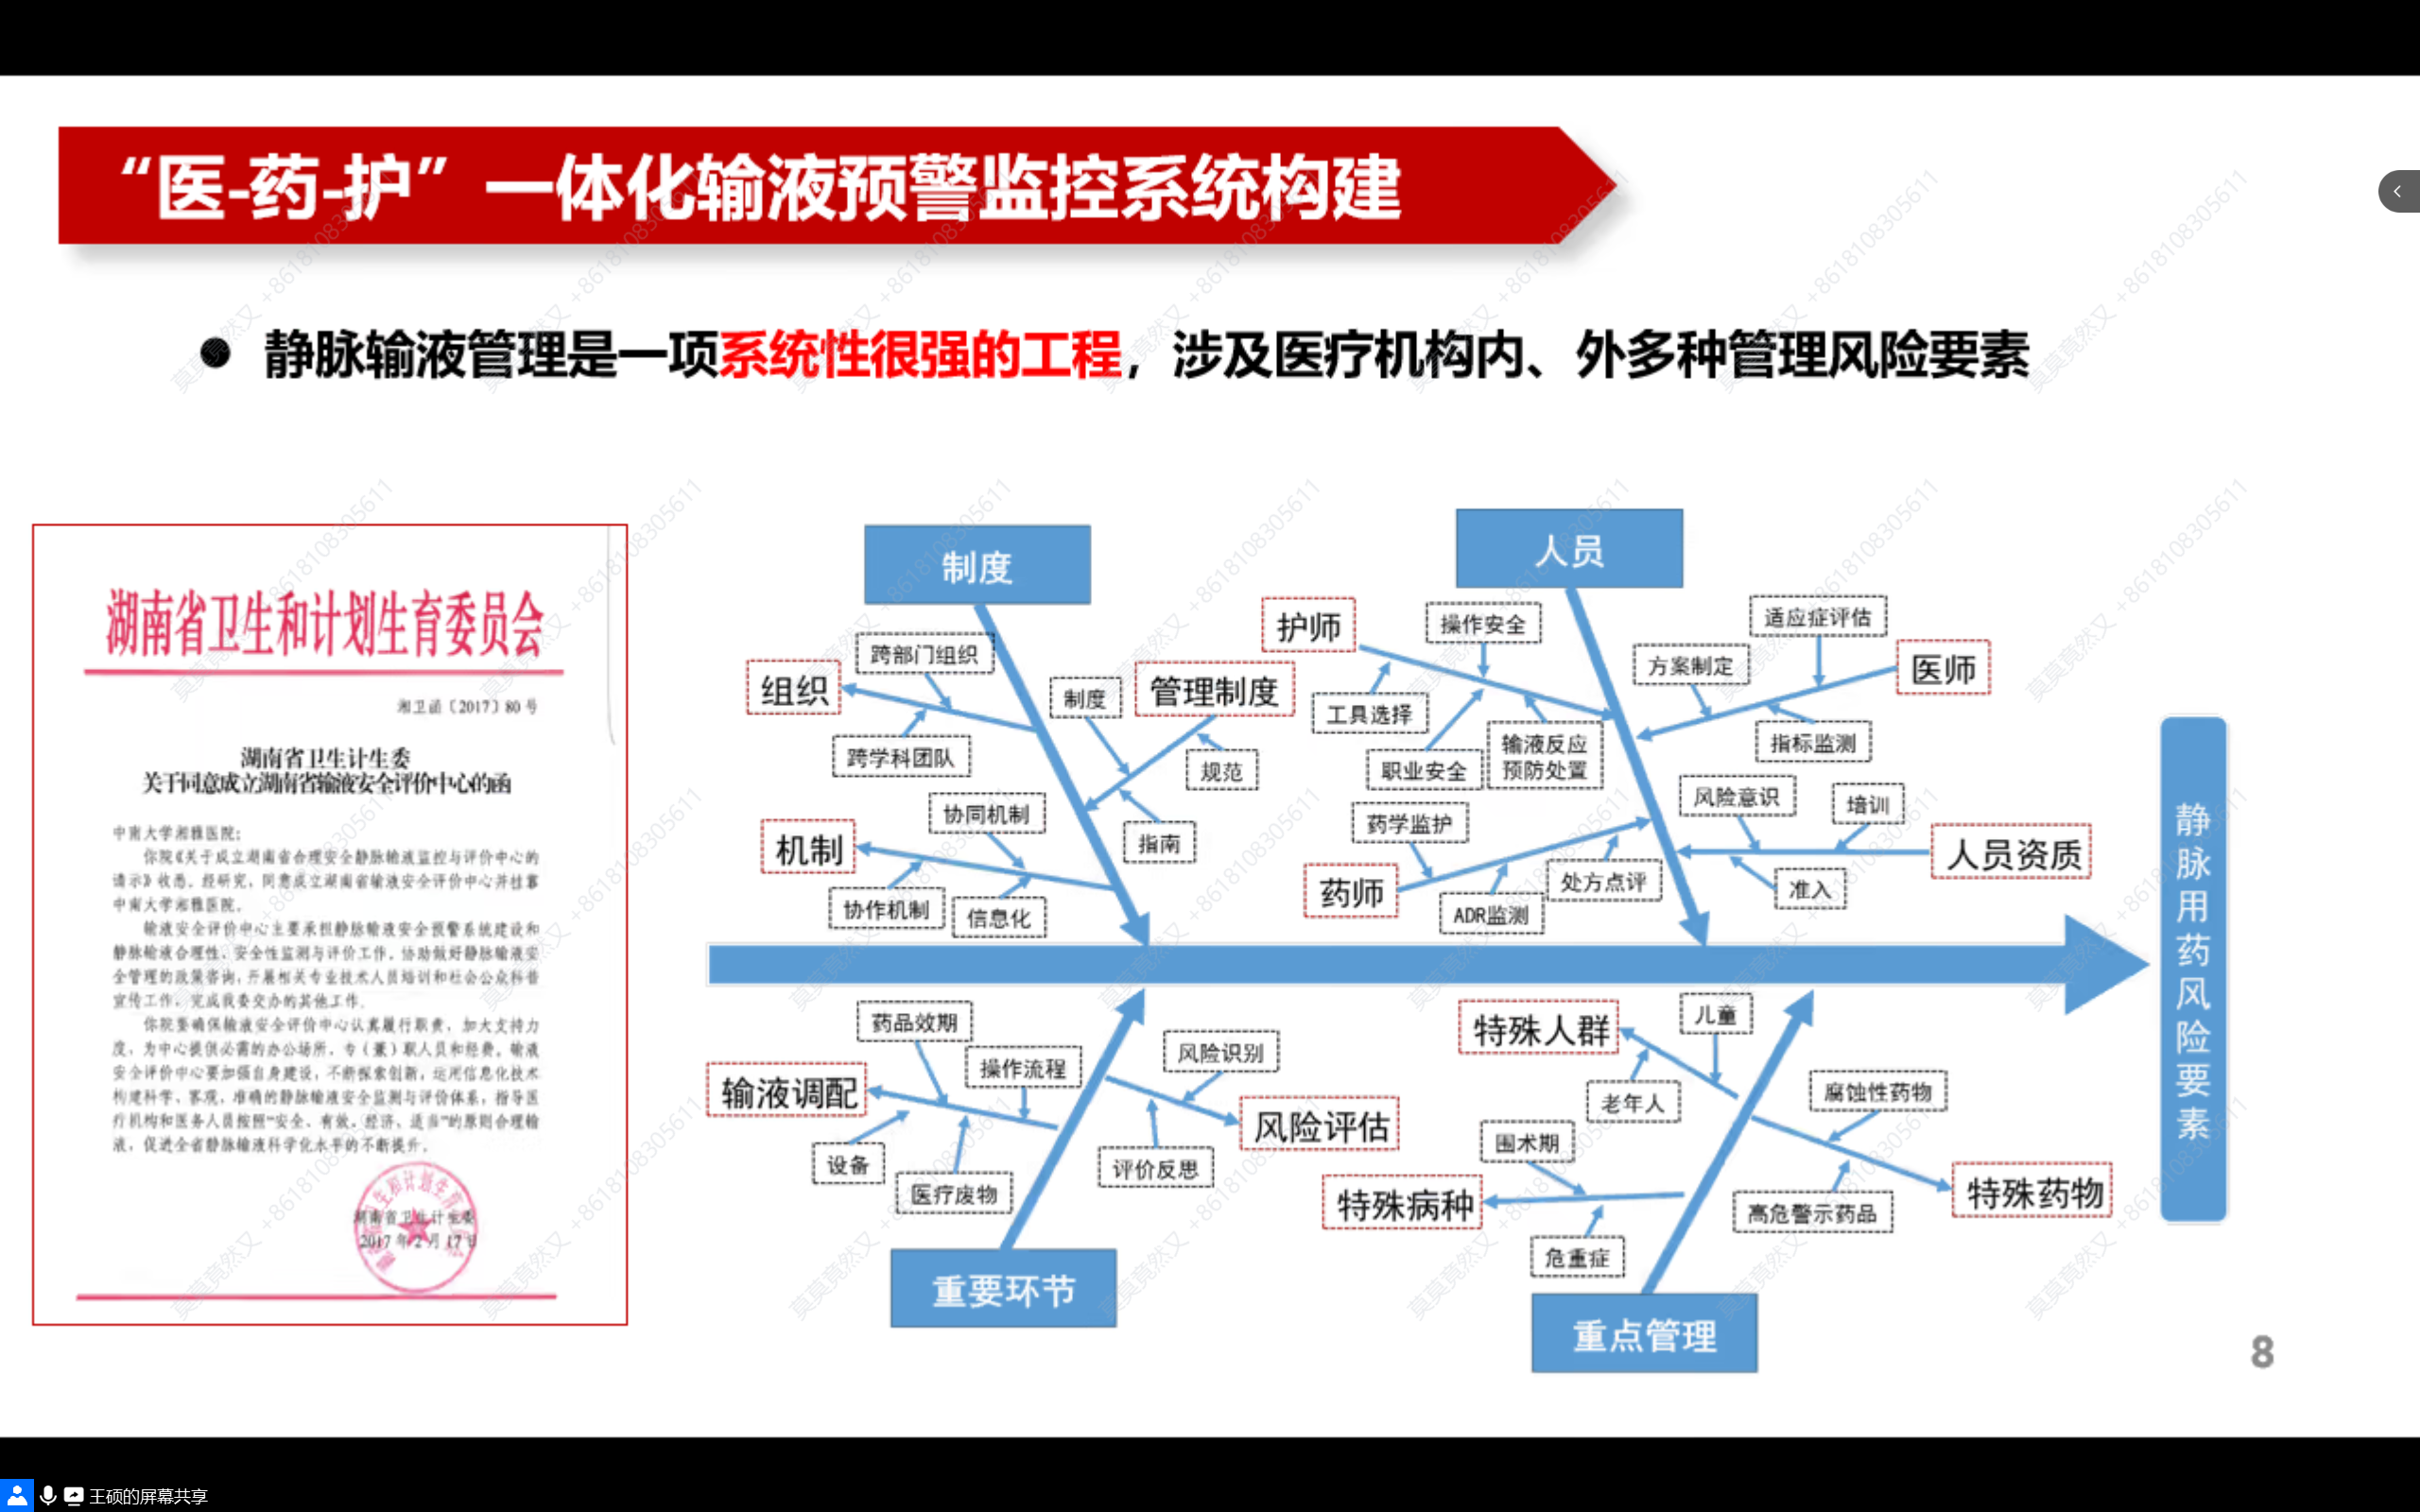 “医-药-护”一体化输液预警监控系统构建
● 静脉输液管理是一项系统性很强的工程，涉及医疗机构内、外多种管理风险要素
湖南省卫生和计划生育委员会
湘卫函〔2017〕80 号
湖南省卫生计生委
关于同意成立湖南省输液安全评价中心的函
中南大学湘雅医院：
你院《关于成立湖南省合理安全静脉输液监控与评价中心的
请示》收悉。经研究，同意成立湖南省输液安全评价中心并挂靠
中南大学湘雅医院。
输液安全评价中心主要承担静脉输液安全预警系统建设和
静脉输液合理性、安全性监测与评价工作，协助做好静脉输液安
全管理的政策咨询，开展相关专业技术人员培训和社会公众科普
宣传工作，完成我委交办的其他工作。
你院要确保输液安全评价中心认真履行职责，加大支持力
度，为中心提供必需的办公场所、专（兼）职人员和经费。输液
安全评价中心要加强自身建设，不断探索创新，运用信息化技术
构建科学、客观、准确的静脉输液安全监测与评价体系，指导医
疗机构和医务人员按照“安全、有效、经济、适当”的原则合理输
液，促进全省静脉输液科学化水平的不断提升。
湖南省卫生计生委
2017 年 2 月 17 日
制度
组织
跨部门组织
跨学科团队
管理制度
制度
规范
指南
机制
协同机制
协作机制
信息化
人员
护师
操作安全
工具选择
职业安全
输液反应
预防处置
医师
适应症评估
方案制定
指标监测
药师
药学监护
ADR监测
处方点评
人员资质
风险意识
培训
准入
静脉用药风险要素
输液调配
药品效期
操作流程
设备
医疗废物
风险评估
风险识别
评价反思
重要环节
特殊人群
儿童
老年人
特殊病种
围术期
危重症
特殊药物
腐蚀性药物
高危警示药品
重点管理
8
王硕的屏幕共享
莫莫竟然又 +8618108305611